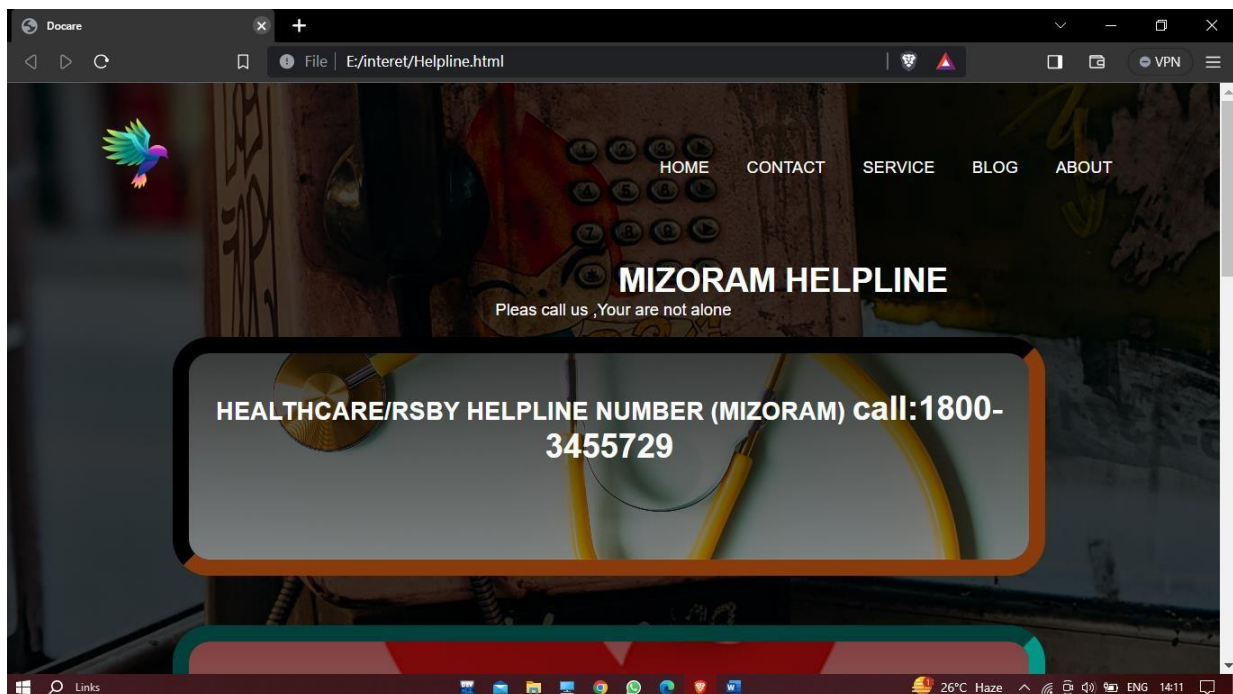 Docare
File
E:/interet/Helpline.html
VPN
HOME CONTACT SERVICE BLOG ABOUT
MIZORAM HELPLINE
Pleas call us ,Your are not alone
HEALTHCARE/RSBY HELPLINE NUMBER (MIZORAM) call:1800-
3455729
Links
26°C Haze ENG 14:11